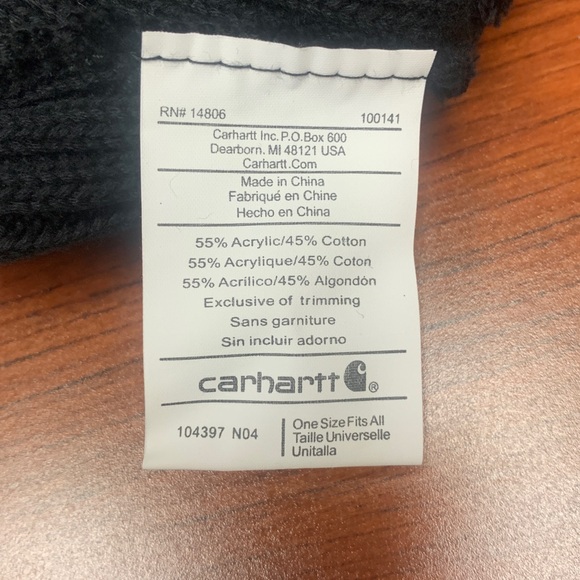 RN# 14806 100141
Carhartt Inc.P.O.Box 600
Dearborn. MI 48121 USA
Carhartt.Com
Made in China
Fabriqué en Chine
Hecho en China
55% Acrylic/45% Cotton
55% Acrylique/45% Coton
55% Acrilico/45% Algondón
Exclusive of trimming
Sans garniture
Sin incluir adorno
carhartt®
104397 N04
One Size Fits All
Taille Universelle
Unitalla